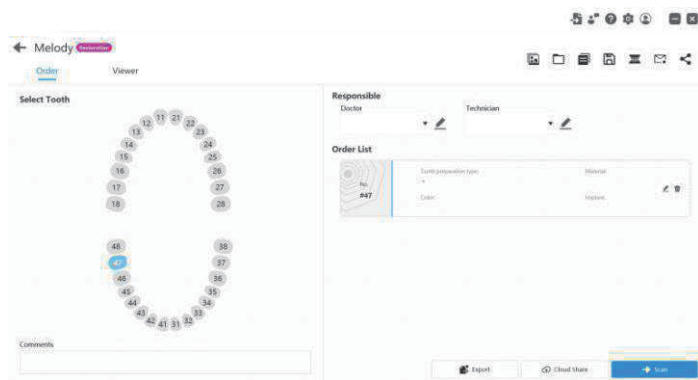 Melody Restoration
Order Viewer
Select Tooth
11 21
12 22
13 23
14 24
15 25
16 26
17 27
18 28
48 38
47 37
46 36
45 35
44 34
43 33
42 41 31 32
Comments
Responsible
Doctor Technician
Order List
No. #47
Tooth preparation type: Material:
Color: Implant:
Export Cloud Share Scan